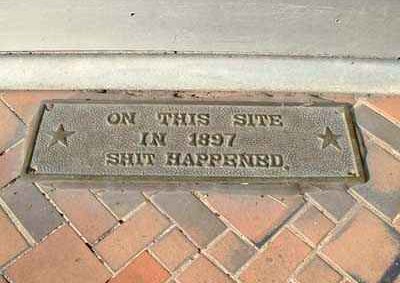 ON THIS SITE
IN 1897
SHIT HAPPENED.